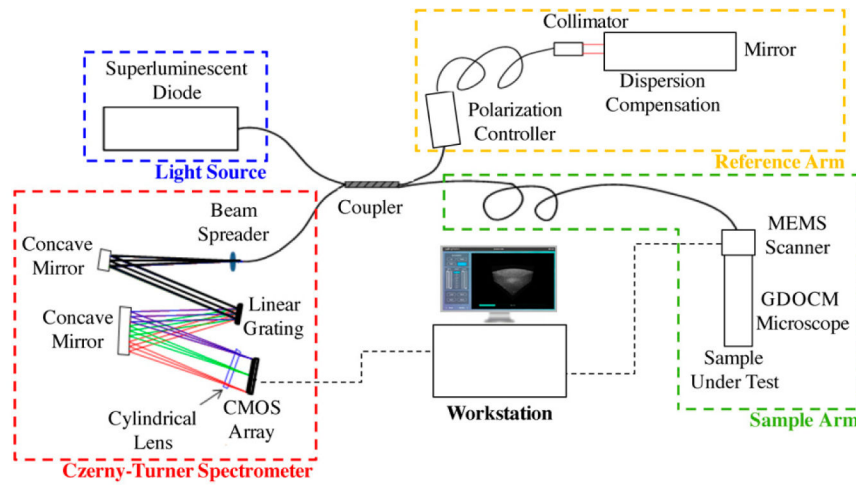 Superluminescent
Diode
Light Source
Collimator
Mirror
Dispersion
Compensation
Polarization
Controller
Reference Arm
Coupler
Beam
Spreader
Concave
Mirror
Linear
Grating
Concave
Mirror
Cylindrical
Lens
CMOS
Array
Czerny-Turner Spectrometer
Workstation
MEMS
Scanner
GDOCM
Microscope
Sample
Under Test
Sample Arm